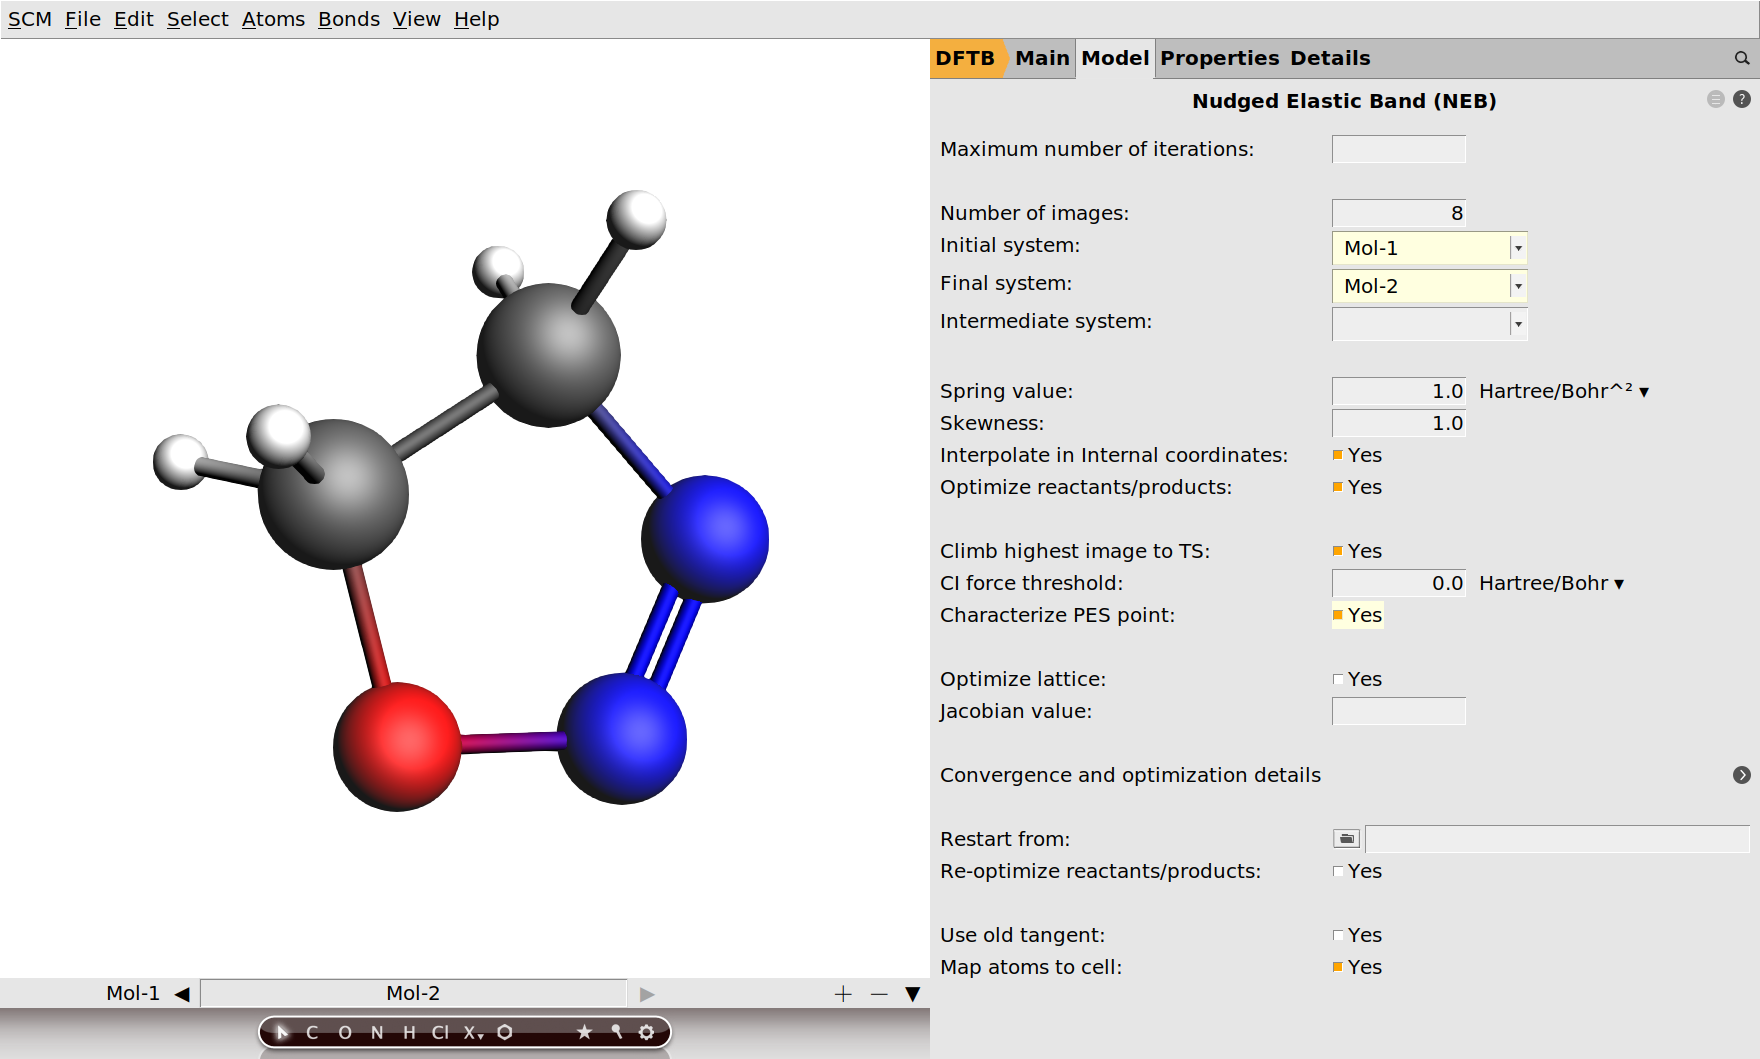 SCM File Edit Select Atoms Bonds View Help
DFTB Main Model Properties Details
Nudged Elastic Band (NEB)
Maximum number of iterations:
Number of images: 8
Initial system: Mol-1
Final system: Mol-2
Intermediate system:
Spring value: 1.0 Hartree/Bohr^²
Skewness: 1.0
Interpolate in Internal coordinates: Yes
Optimize reactants/products: Yes
Climb highest image to TS: Yes
CI force threshold: 0.0 Hartree/Bohr
Characterize PES point: Yes
Optimize lattice: Yes
Jacobian value:
Convergence and optimization details
Restart from:
Re-optimize reactants/products: Yes
Use old tangent: Yes
Map atoms to cell: Yes
Mol-1 Mol-2
C O N H Cl X